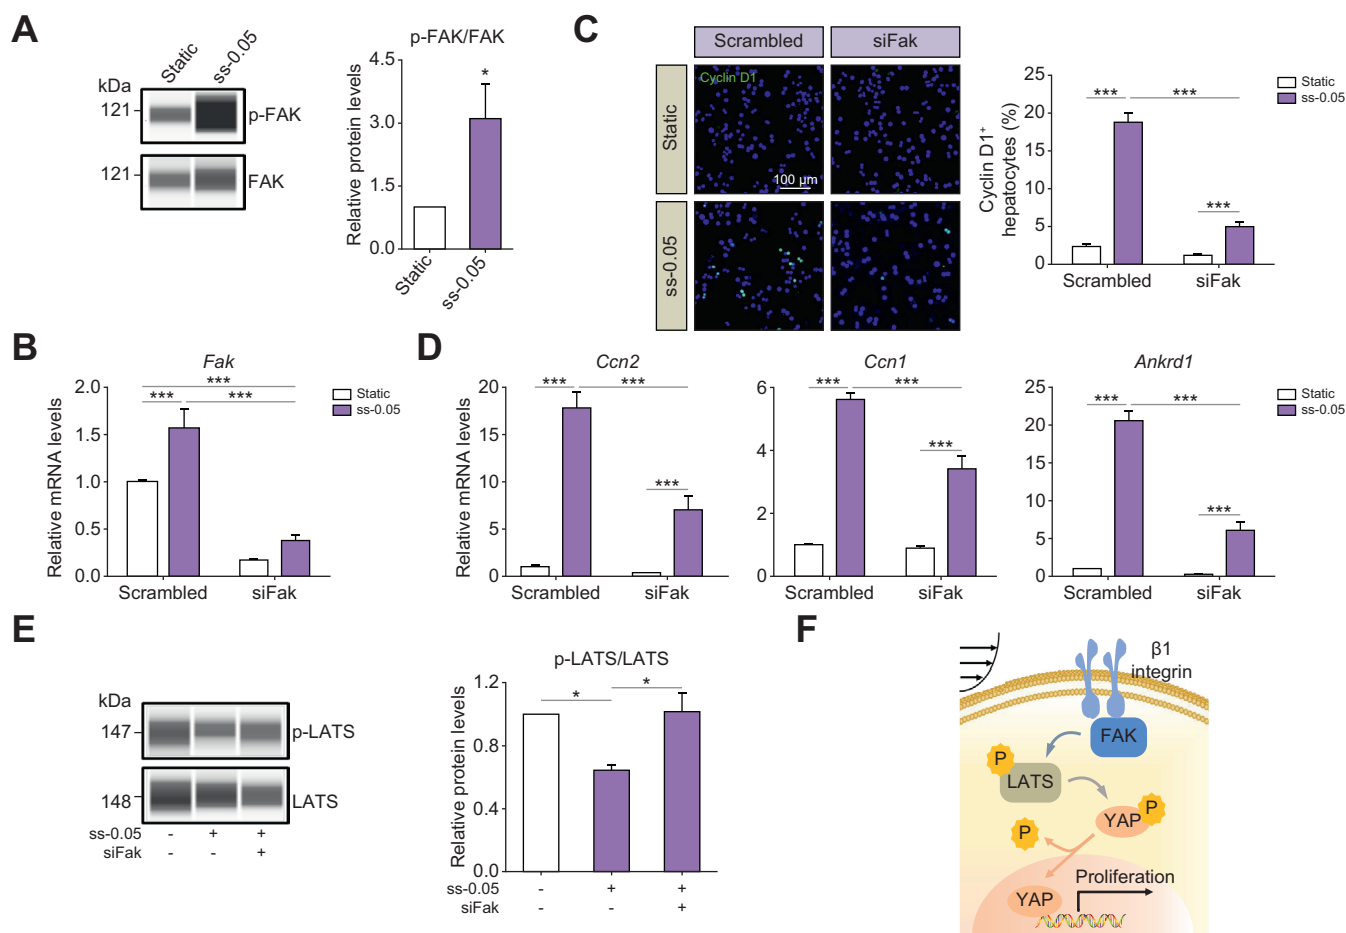 A
Static
ss-0.05
kDa
121
p-FAK
121
FAK
p-FAK/FAK
Relative protein levels
4.5
3.0
1.5
0.0
*
Static
ss-0.05
C
Scrambled
siFak
Static
ss-0.05
Cyclin D1
100 µm
Cyclin D1+
hepatocytes (%)
25
20
15
10
5
0
***
***
***
Scrambled
siFak
Static
ss-0.05
B
Fak
Relative mRNA levels
2.0
1.5
1.0
0.5
0.0
***
***
***
Scrambled
siFak
Static
ss-0.05
D
Ccn2
Relative mRNA levels
20
15
10
5
0
***
***
***
Scrambled
siFak
Ccn1
6
4
2
0
***
***
***
Scrambled
siFak
Ankrd1
25
20
15
10
5
0
***
***
***
Scrambled
siFak
Static
ss-0.05
E
kDa
147
p-LATS
148
LATS
ss-0.05 - + +
siFak - - +
p-LATS/LATS
Relative protein levels
1.2
0.8
0.4
0.0
*
*
ss-0.05 - + +
siFak - - +
F
β1
integrin
FAK
P
LATS
YAP
P
P
Proliferation
YAP